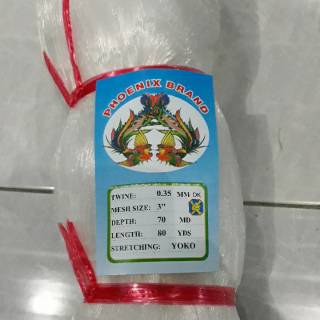 PHOENIX BRAND
TWINE: 0.35 MM DK
MESH SIZE: 3"
DEPTH: 70 MD
LENGTH: 80 YDS
STRETCHING: YOKO